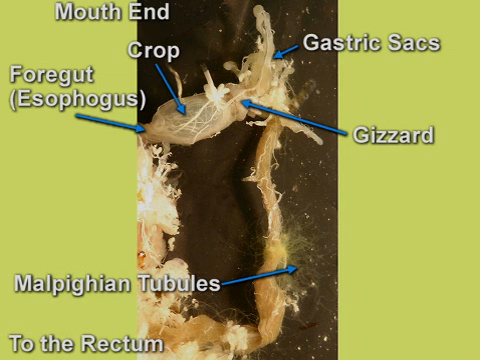 Mouth End
Crop
Gastric Sacs
Foregut
(Esophogus)
Gizzard
Malpighian Tubules
To the Rectum